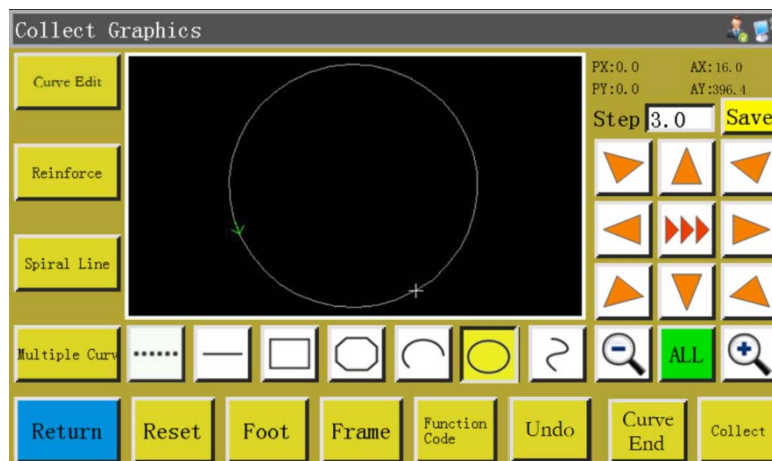 Collect Graphics
Curve Edit
PX:0.0 AX:16.0
PY:0.0 AY:396.4
Step 3.0 Save
Reinforce
Spiral Line
Multiple Curv
ALL
Return Reset Foot Frame Function Code Undo Curve End Collect